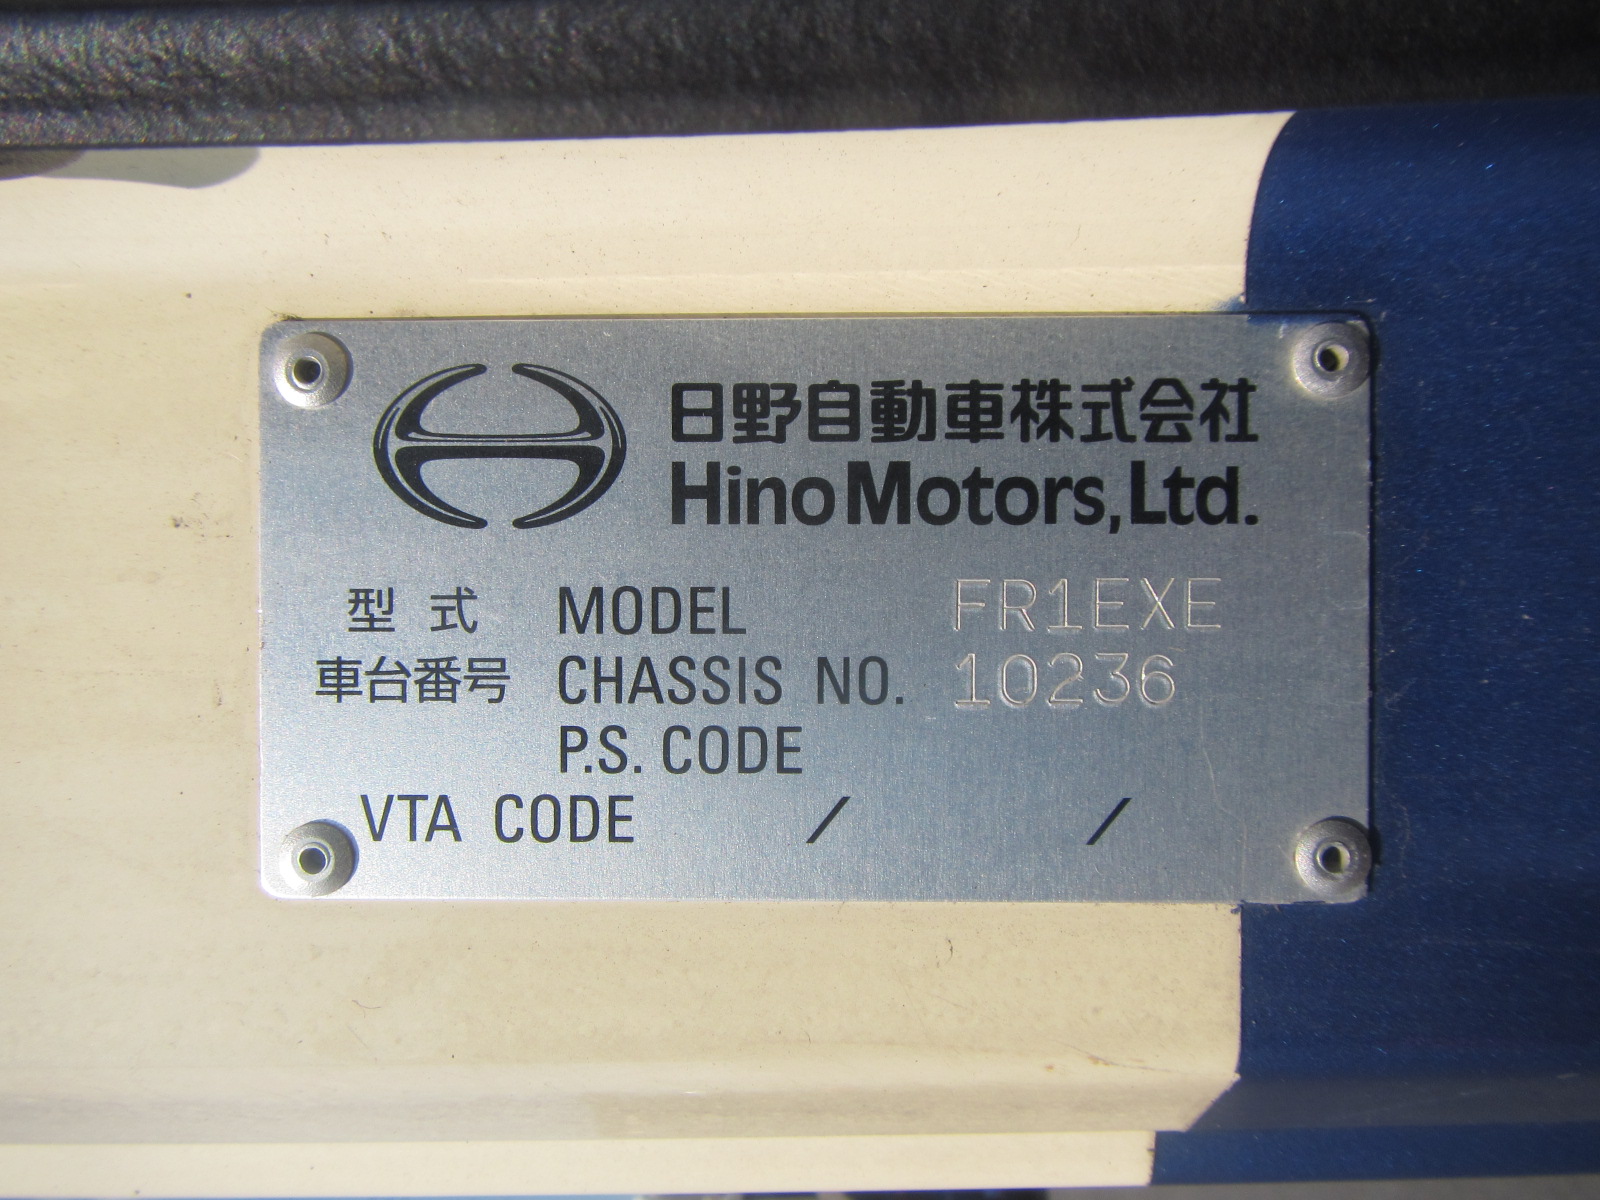 日野自動車株式会社
Hino Motors, Ltd.
型式 MODEL FR1EXE
車台番号 CHASSIS NO. 10236
P.S. CODE
VTA CODE / /